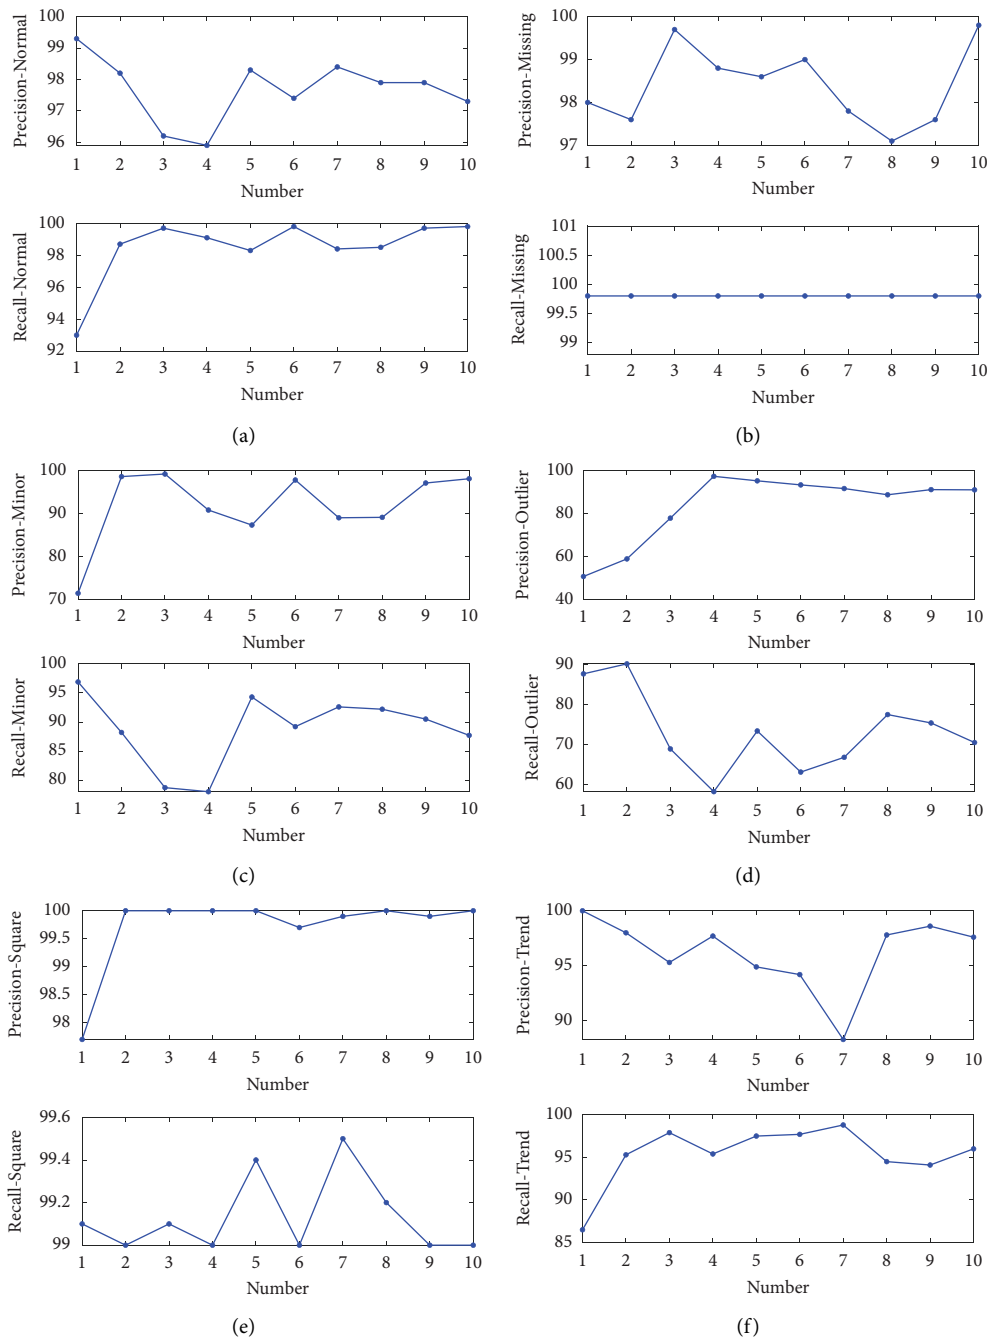 Precision-Normal
100
99
98
97
96
1 2 3 4 5 6 7 8 9 10
Number
Recall-Normal
100
98
96
94
92
1 2 3 4 5 6 7 8 9 10
Number
(a)
Precision-Missing
100
99
98
97
1 2 3 4 5 6 7 8 9 10
Number
Recall-Missing
101
100.5
100
99.5
99
1 2 3 4 5 6 7 8 9 10
Number
(b)
Precision-Minor
100
90
80
70
1 2 3 4 5 6 7 8 9 10
Number
Recall-Minor
100
95
90
85
80
1 2 3 4 5 6 7 8 9 10
Number
(c)
Precision-Outlier
100
80
60
40
1 2 3 4 5 6 7 8 9 10
Number
Recall-Outlier
90
80
70
60
1 2 3 4 5 6 7 8 9 10
Number
(d)
Precision-Square
100
99.5
99
98.5
98
1 2 3 4 5 6 7 8 9 10
Number
Recall-Square
99.6
99.4
99.2
99
1 2 3 4 5 6 7 8 9 10
Number
(e)
Precision-Trend
100
95
90
1 2 3 4 5 6 7 8 9 10
Number
Recall-Trend
100
95
90
85
1 2 3 4 5 6 7 8 9 10
Number
(f)